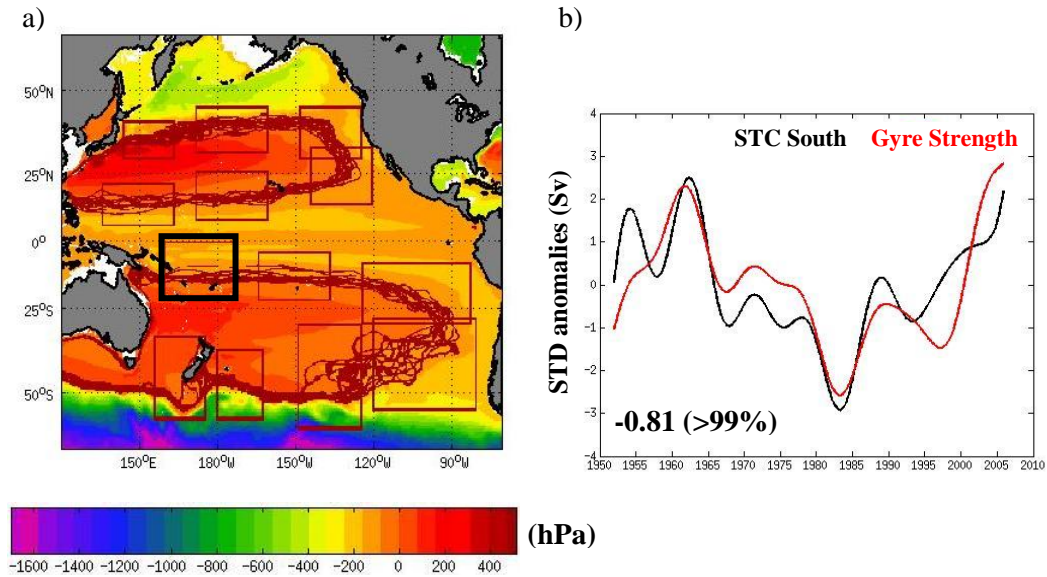 a)
50°N
25°N
0°
25°S
50°S
150°E 180°W 150°W 120°W 90°W
−1600 −1400 −1200 −1000 −800 −600 −400 −200 0 200 400
(hPa)
b)
STC South Gyre Strength
STD anomalies (Sv)
4
3
2
1
0
−1
−2
−3
−4
-0.81 (>99%)
1950 1955 1960 1965 1970 1975 1980 1985 1990 1995 2000 2005 2010